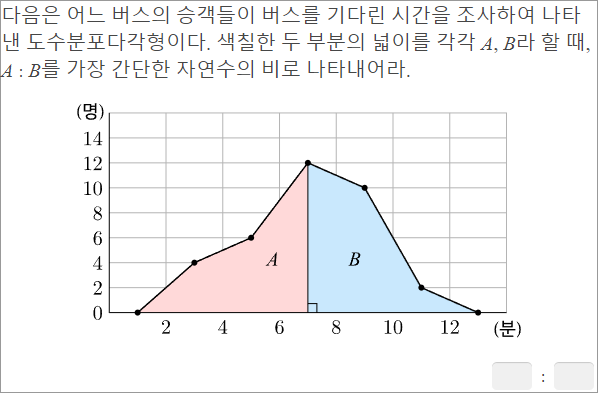 다음은 어느 버스의 승객들이 버스를 기다린 시간을 조사하여 나타
낸 도수분포다각형이다. 색칠한 두 부분의 넓이를 각각 A, B라 할 때,
A : B를 가장 간단한 자연수의 비로 나타내어라.
(명)
14
12
10
8
6
4
2
0
A
B
2 4 6 8 10 12 (분)
: